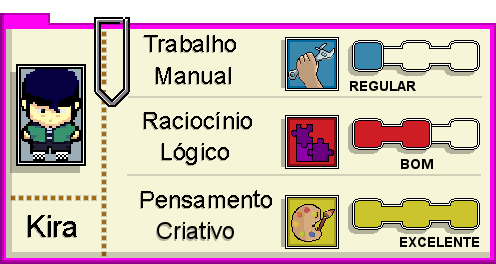 Trabalho
Manual
REGULAR
Raciocínio
Lógico
BOM
Pensamento
Criativo
EXCELENTE
Kira